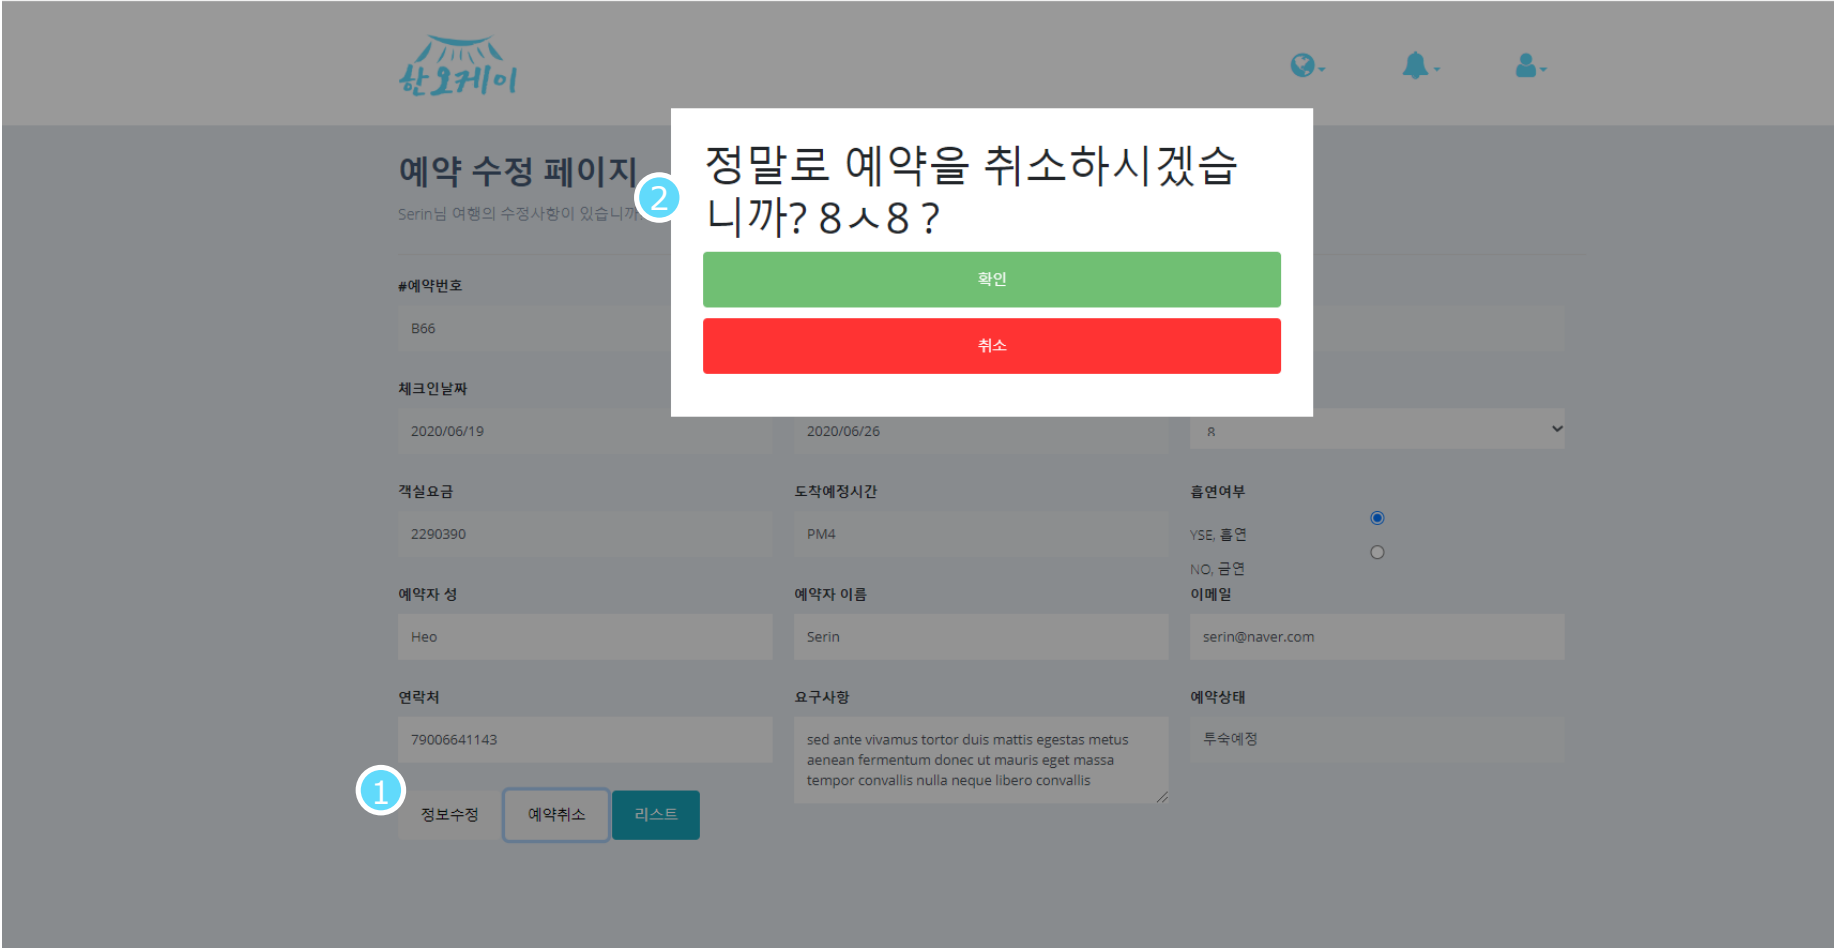 한오케이
예약 수정 페이지
Serin님 여행의 수정사항이 있습니까
2
정말로 예약을 취소하시겠습
니까? 8ㅅ8 ?
확인
취소
#예약번호
B66
체크인날짜
2020/06/19
2020/06/26
8
객실요금
도착예정시간
흡연여부
2290390
PM4
YSE, 흡연
NO, 금연
예약자 성
예약자 이름
이메일
Heo
Serin
serin@naver.com
연락처
요구사항
예약상태
79006641143
sed ante vivamus tortor duis mattis egestas metus
aenean fermentum donec ut mauris eget massa
tempor convallis nulla neque libero convallis
투숙예정
1
정보수정
예약취소
리스트